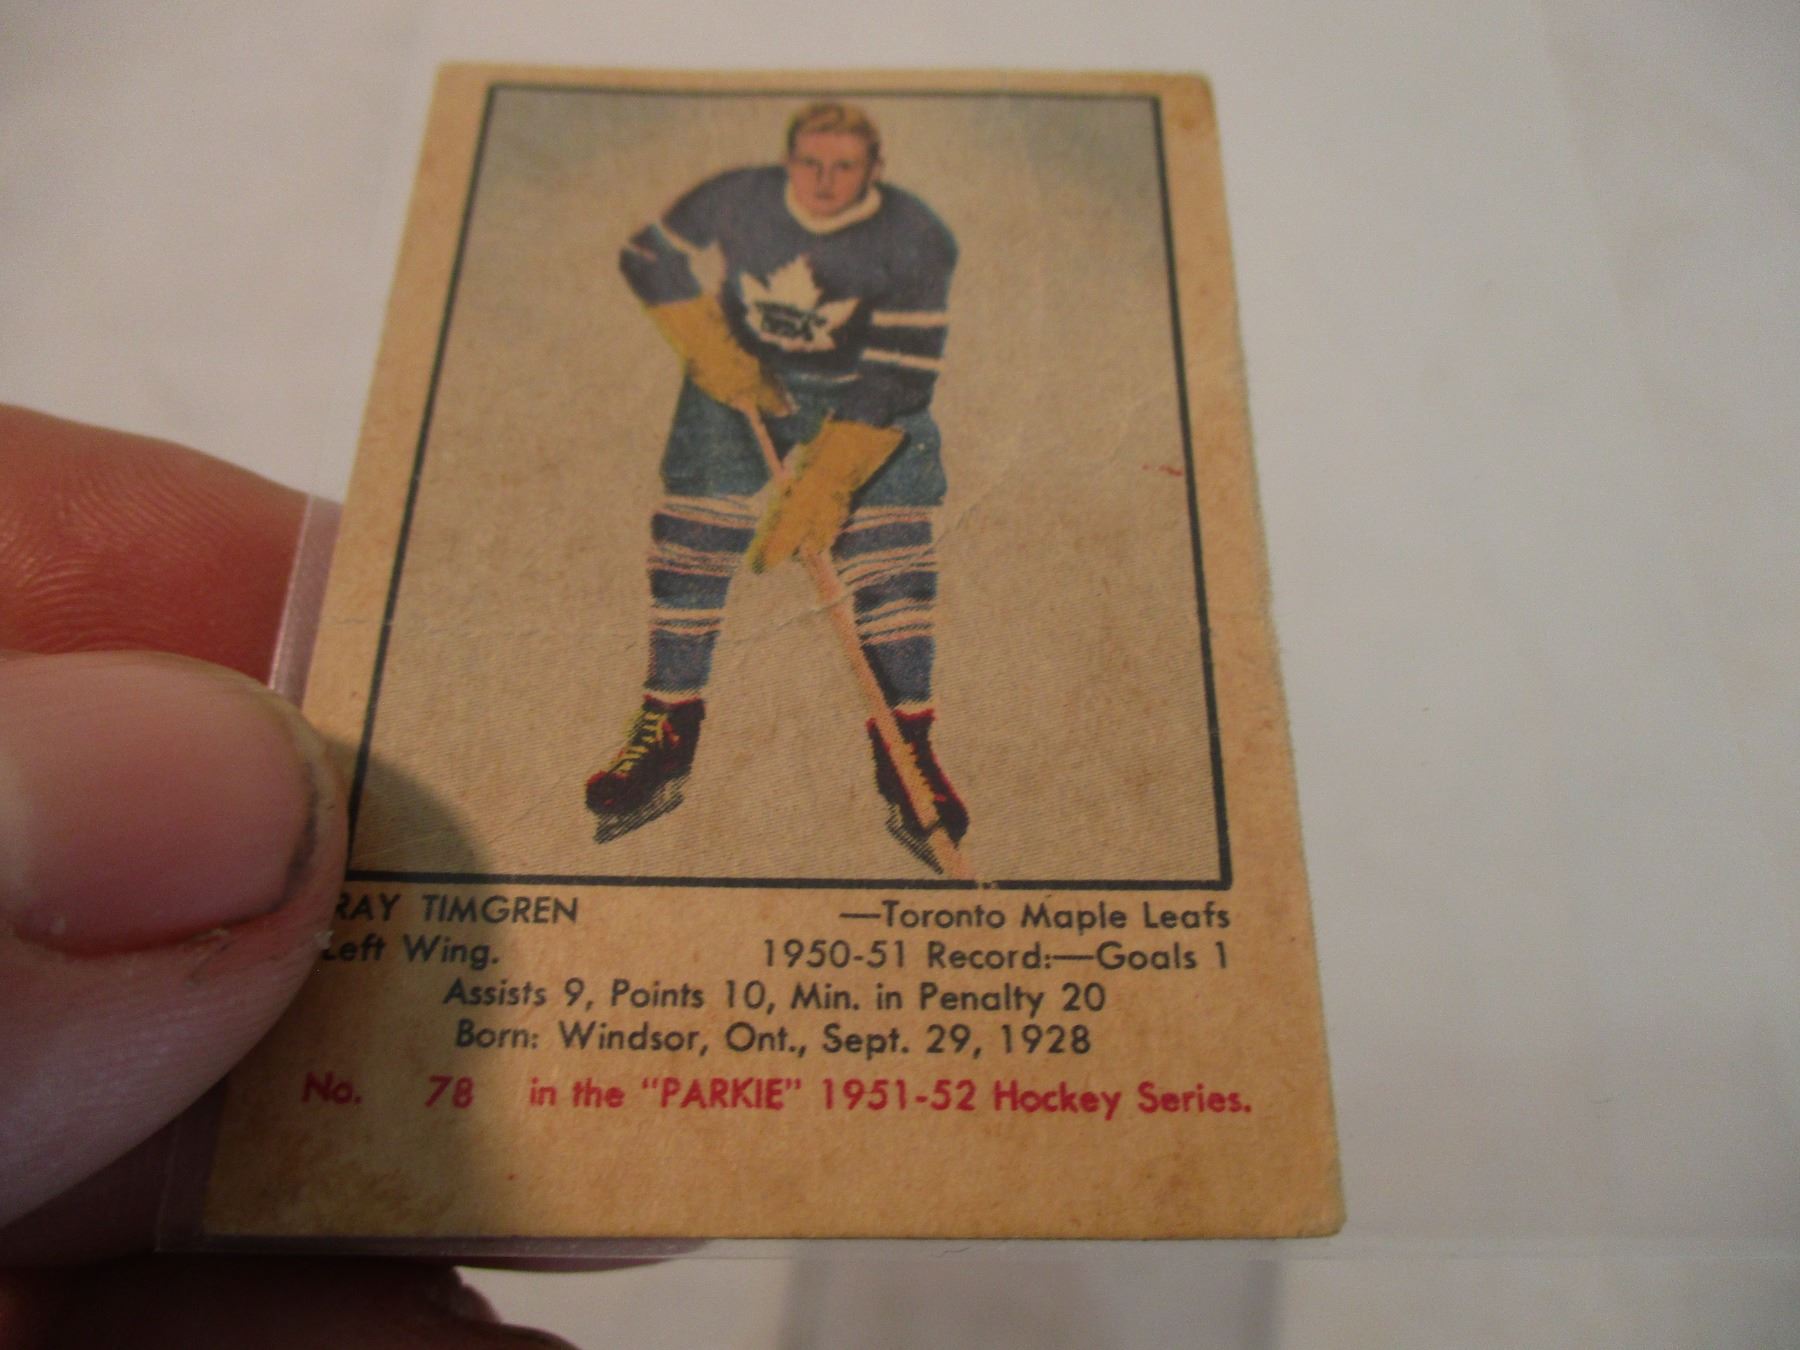 RAY TIMGREN —Toronto Maple Leafs
Left Wing. 1950-51 Record:—Goals 1
Assists 9, Points 10, Min. in Penalty 20
Born: Windsor, Ont., Sept. 29, 1928
No. 78 in the "PARKIE" 1951-52 Hockey Series.